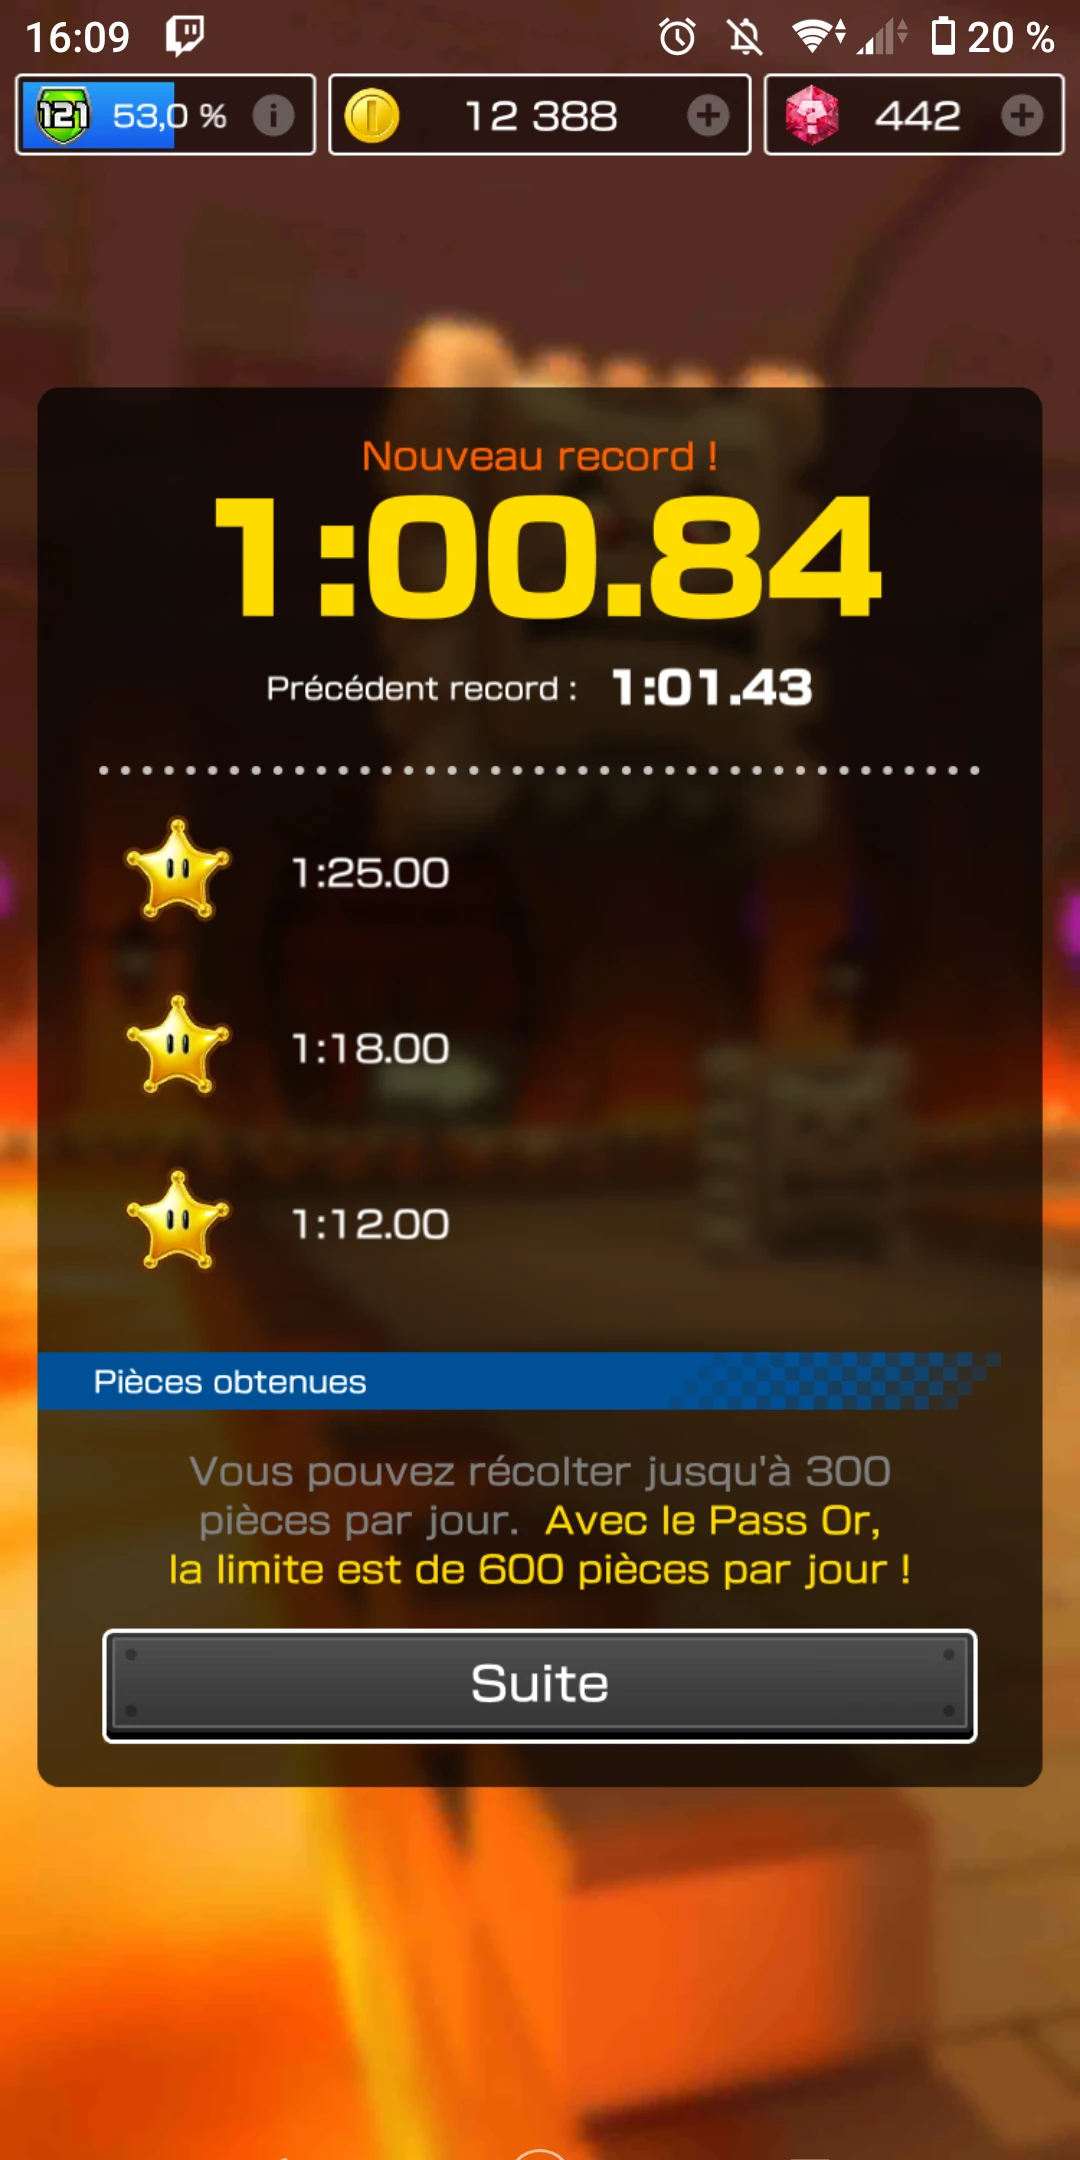 16:09 20 %
121 53,0 % i 12 388 + ? 442 +
Nouveau record !
1:00.84
Précédent record : 1:01.43
1:25.00
1:18.00
1:12.00
Pièces obtenues
Vous pouvez récolter jusqu'à 300
pièces par jour. Avec le Pass Or,
la limite est de 600 pièces par jour !
Suite